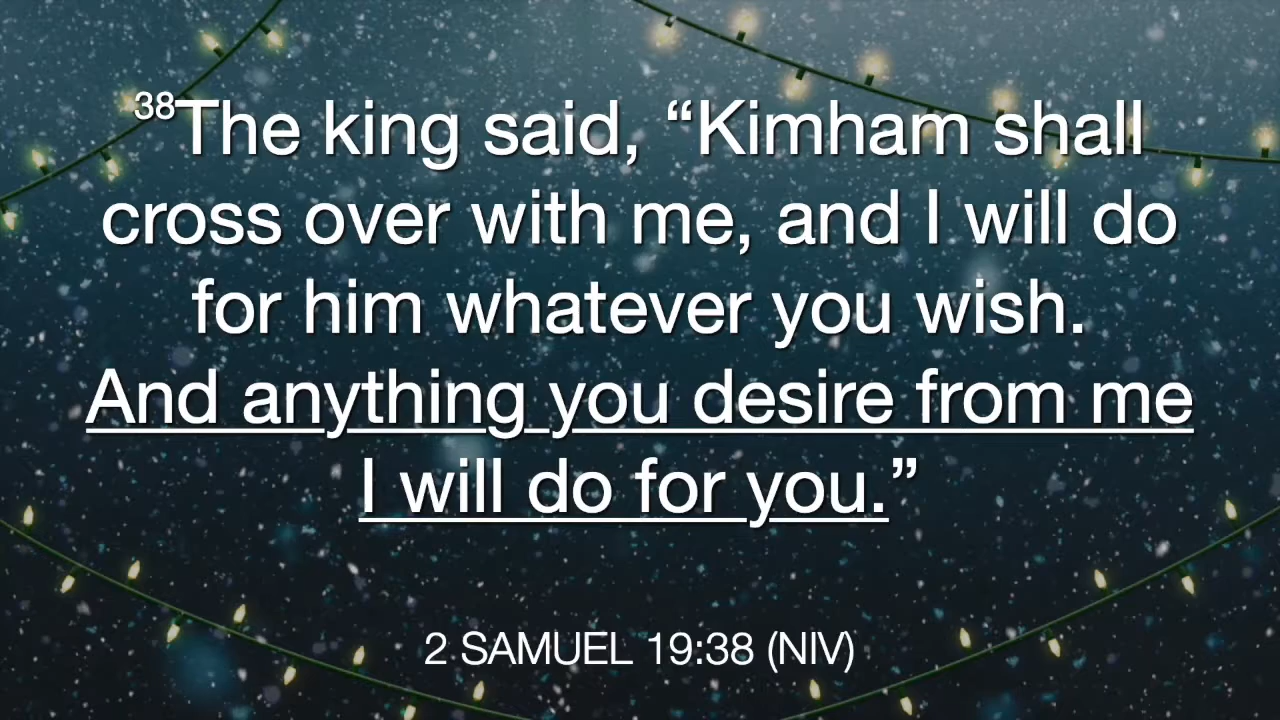 38The king said, “Kimham shall
cross over with me, and I will do
for him whatever you wish.
And anything you desire from me
I will do for you.”
2 SAMUEL 19:38 (NIV)